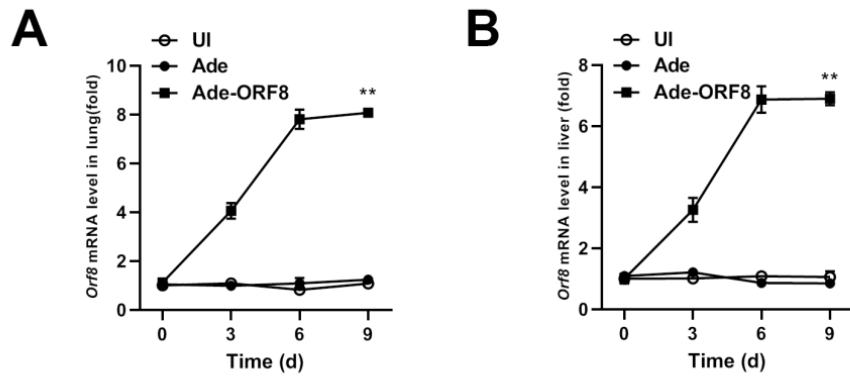 A
UI
Ade
Ade-ORF8
**
10
8
6
4
2
0
Orf8 mRNA level in lung(fold)
0 3 6 9
Time (d)
B
UI
Ade
Ade-ORF8
**
8
6
4
2
0
Orf8 mRNA level in liver (fold)
0 3 6 9
Time (d)